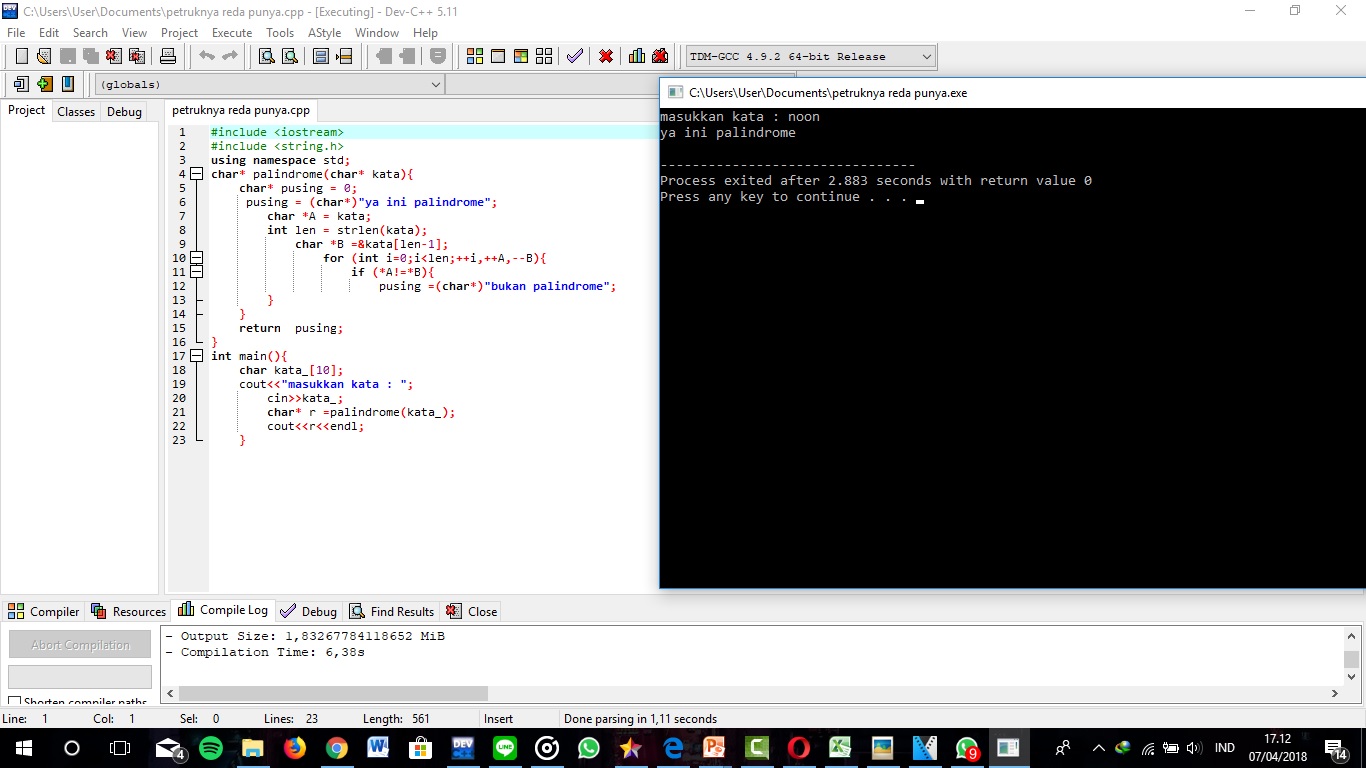 C:\Users\User\Documents\petruknya reda punya.cpp - [Executing] - Dev-C++ 5.11
File Edit Search View Project Execute Tools AStyle Window Help
TDM-GCC 4.9.2 64-bit Release
(globals)
Project Classes Debug
petruknya reda punya.cpp
1 #include <iostream>
2 #include <string.h>
3 using namespace std;
4 char* palindrome(char* kata){
5 char* pusing = 0;
6 pusing = (char*)"ya ini palindrome";
7 char *A = kata;
8 int len = strlen(kata);
9 char *B =&kata[len-1];
10 for (int i=0;i<len;++i,++A,--B){
11 if (*A!=*B){
12 pusing =(char*)"bukan palindrome";
13 }
14 }
15 return  pusing;
16 }
17 int main(){
18 char kata_[10];
19 cout<<"masukkan kata : ";
20 cin>>kata_;
21 char* r =palindrome(kata_);
22 cout<<r<<endl;
23 }
C:\Users\User\Documents\petruknya reda punya.exe
masukkan kata : noon
ya ini palindrome
--------------------------------
Process exited after 2.883 seconds with return value 0
Press any key to continue . . .
Compiler Resources Compile Log Debug Find Results Close
Abort Compilation
Shorten compiler paths
- Output Size: 1,83267784118652 MiB
- Compilation Time: 6,38s
Line: 1 Col: 1 Sel: 0 Lines: 23 Length: 561 Insert Done parsing in 1,11 seconds
4
DEV
LINE
9
IND
17.12
07/04/2018
14